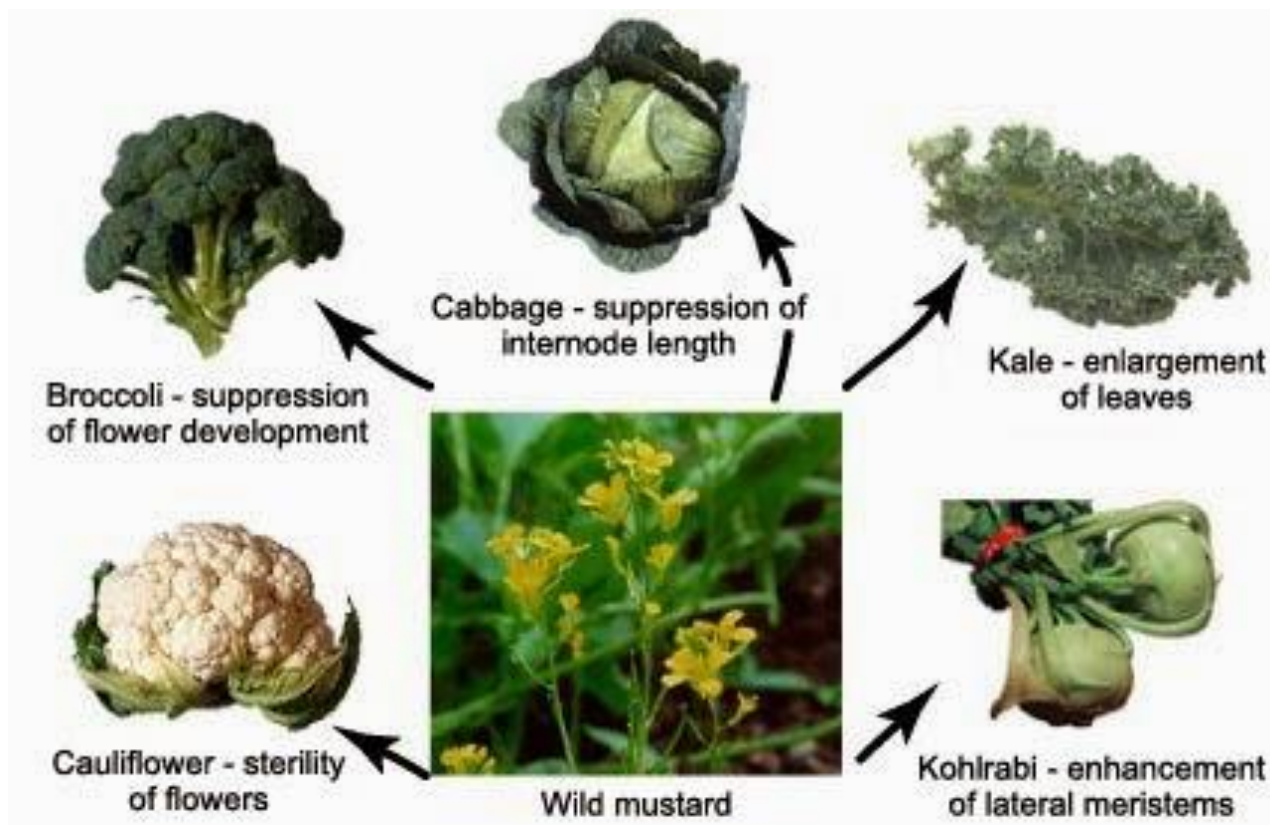 Cabbage - suppression of
internode length
Kale - enlargement
of leaves
Broccoli - suppression
of flower development
Cauliflower - sterility
of flowers
Wild mustard
Kohlrabi - enhancement
of lateral meristems